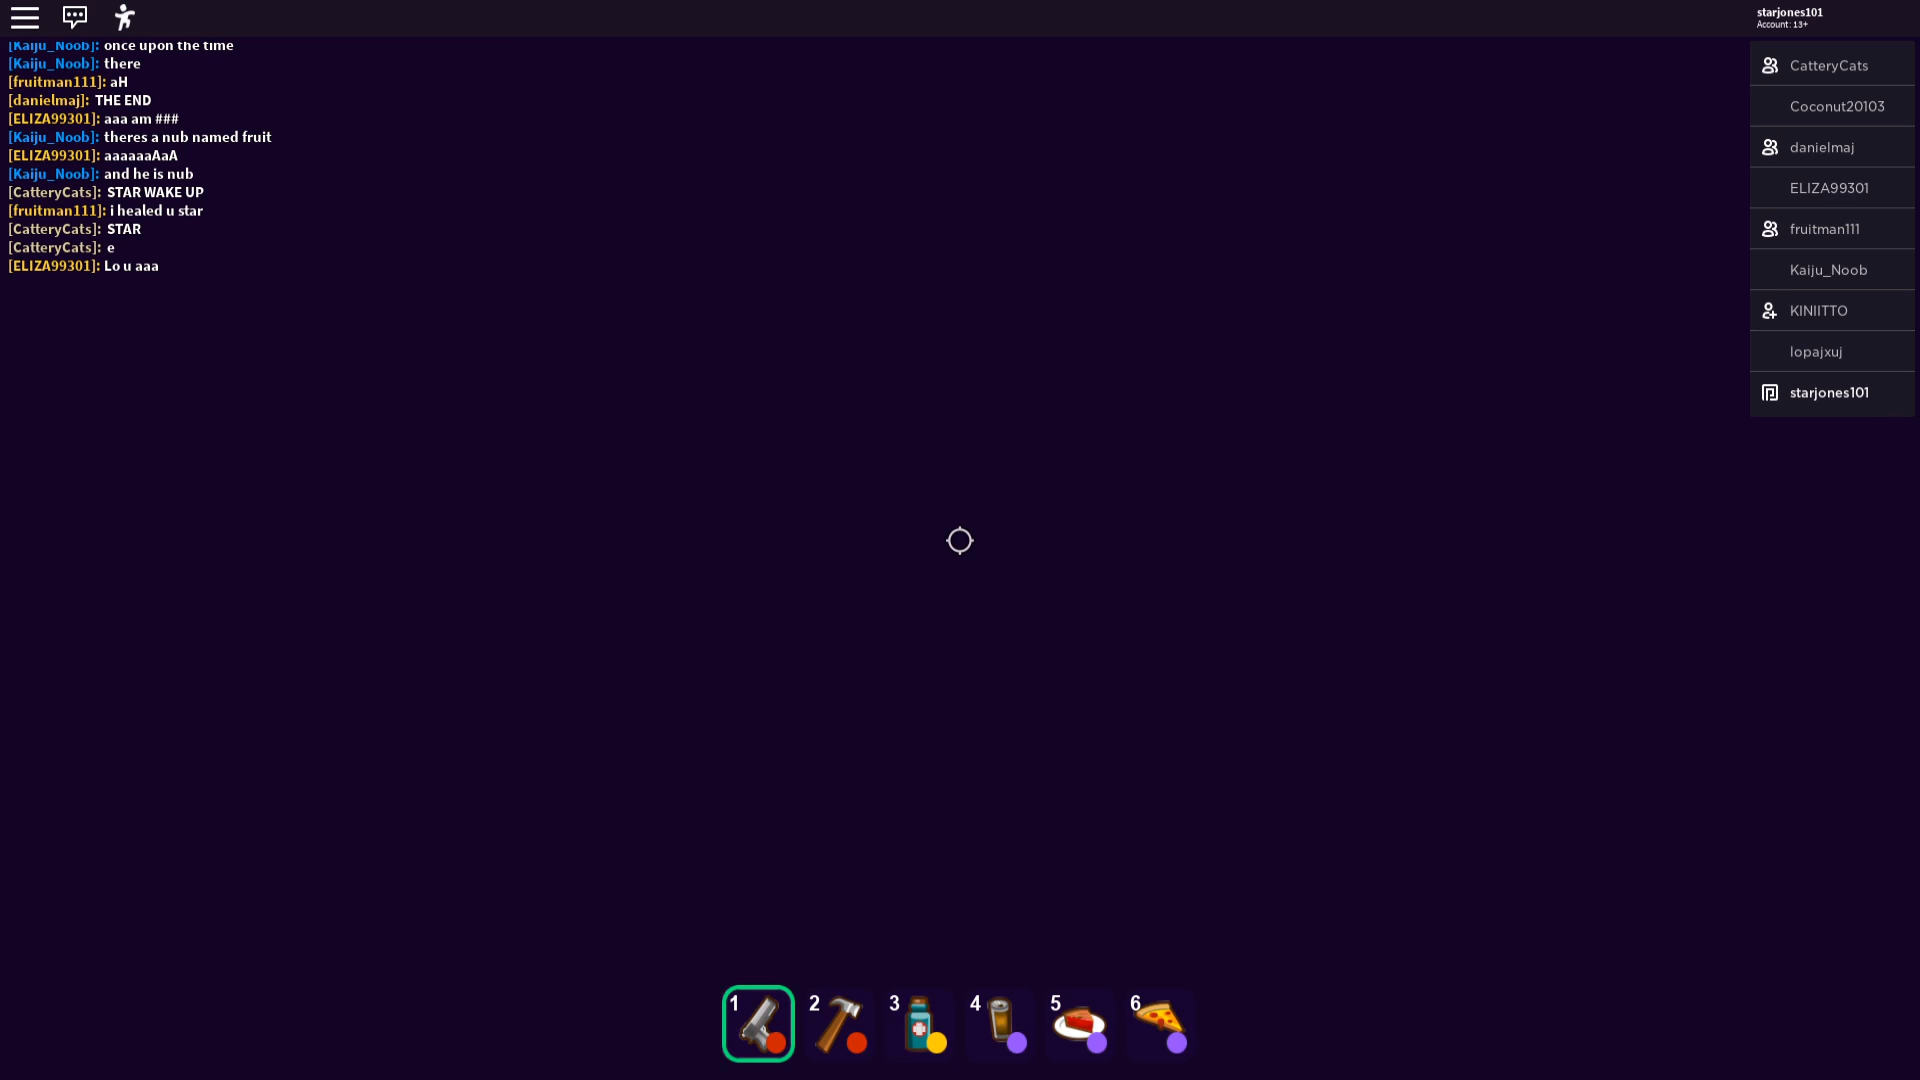 starjones101
Account: 13+
[Kaiju_Noob]: once upon the time
[Kaiju_Noob]: there
[fruitman111]: aH
[danielmaj]: THE END
[ELIZA99301]: aaa am ###
[Kaiju_Noob]: theres a nub named fruit
[ELIZA99301]: aaaaaaAaA
[Kaiju_Noob]: and he is nub
[CatteryCats]: STAR WAKE UP
[fruitman111]: i healed u star
[CatteryCats]: STAR
[CatteryCats]: e
[ELIZA99301]: Lo u aaa
CatteryCats
Coconut20103
danielmaj
ELIZA99301
fruitman111
Kaiju_Noob
KINIITTO
lopajxuj
starjones101
1 2 3 4 5 6